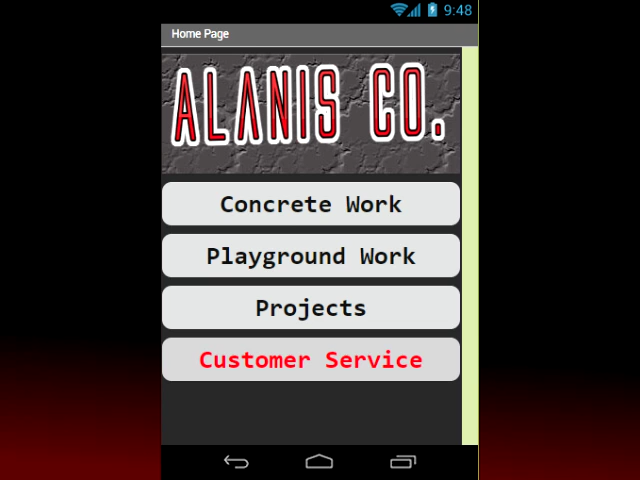 9:48
Home Page
ALANIS CO.
Concrete Work
Playground Work
Projects
Customer Service